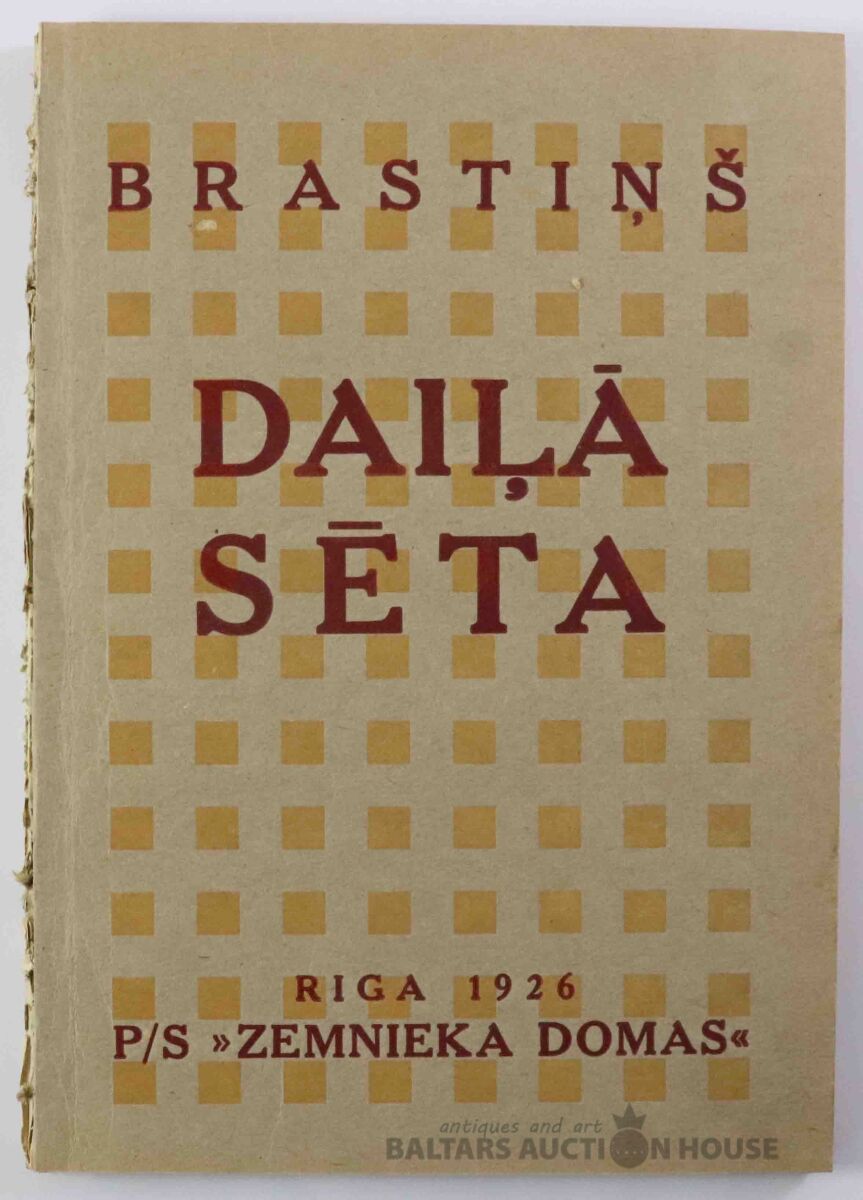 BRASTIŅŠ
DAIĻĀ
SĒTA
RIGA 1926
P/S »ZEMNIEKA DOMAS«
antiques and art
BALTARS AUCTION HOUSE